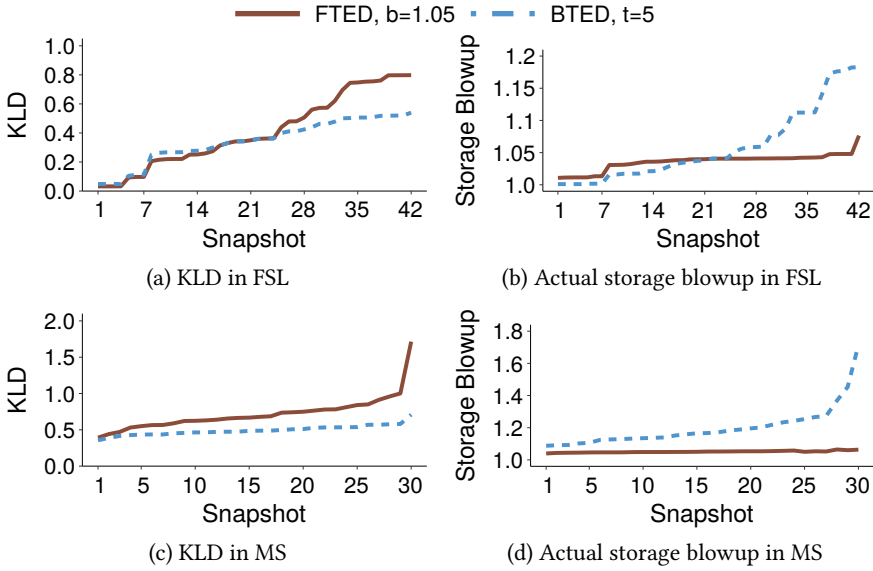 FTED, b=1.05 BTED, t=5
KLD
1.0
0.8
0.6
0.4
0.2
0.0
1 7 14 21 28 35 42
Snapshot
(a) KLD in FSL
Storage Blowup
1.2
1.15
1.1
1.05
1.0
1 7 14 21 28 36 42
Snapshot
(b) Actual storage blowup in FSL
KLD
2.0
1.5
1.0
0.5
0.0
1 5 10 15 20 25 30
Snapshot
(c) KLD in MS
Storage Blowup
1.8
1.6
1.4
1.2
1.0
1 5 10 15 20 25 30
Snapshot
(d) Actual storage blowup in MS